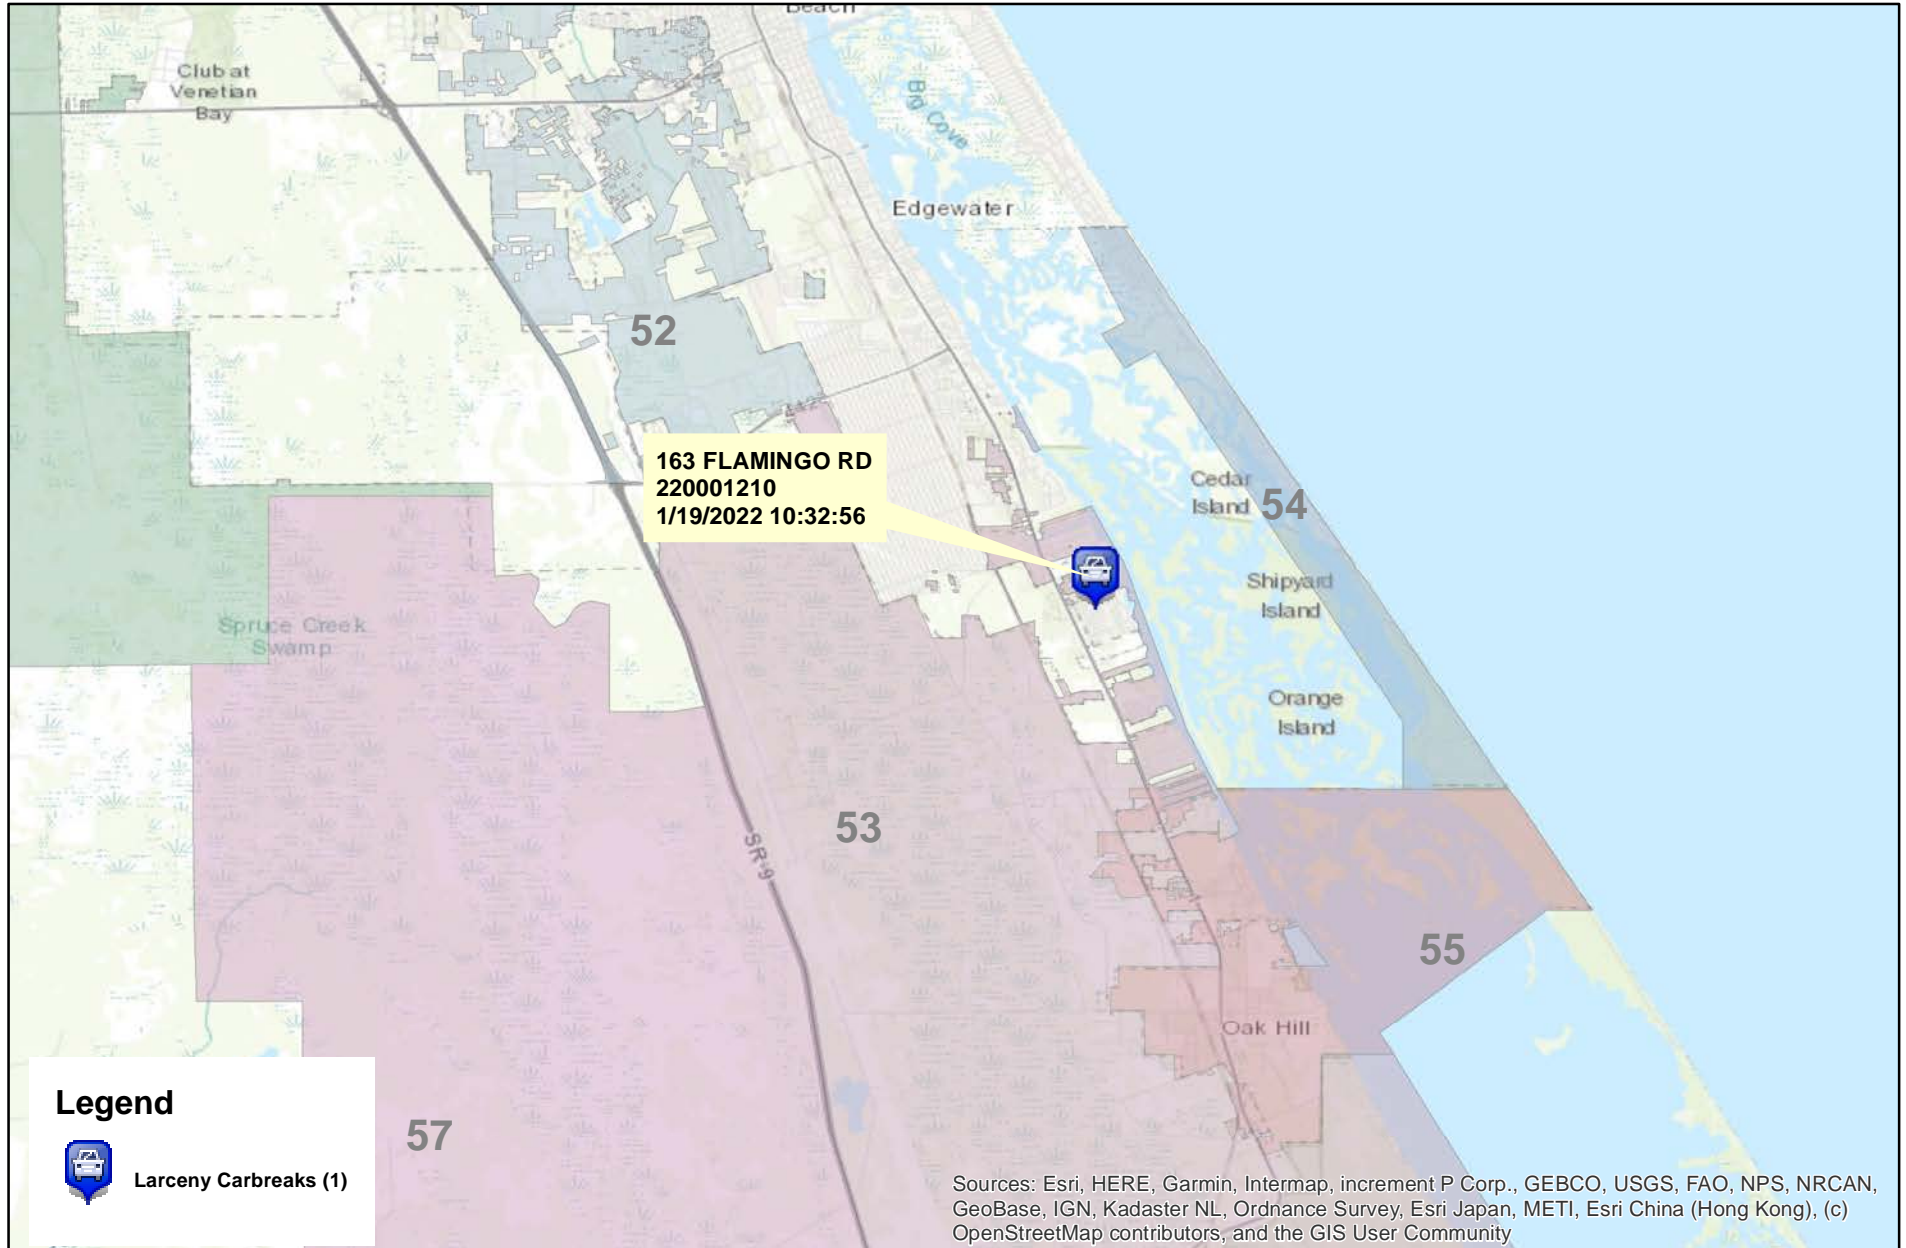 Beach
Club at
Venetian
Bay
Big Cove
Edgewater
52
163 FLAMINGO RD
220001210
1/19/2022 10:32:56
Cedar
Island
54
Shipyard
Island
Spruce Creek
Swamp
Orange
Island
53
SR-9
55
Oak Hill
57
Legend
Larceny Carbreaks (1)
Sources: Esri, HERE, Garmin, Intermap, increment P Corp., GEBCO, USGS, FAO, NPS, NRCAN,
GeoBase, IGN, Kadaster NL, Ordnance Survey, Esri Japan, METI, Esri China (Hong Kong), (c)
OpenStreetMap contributors, and the GIS User Community